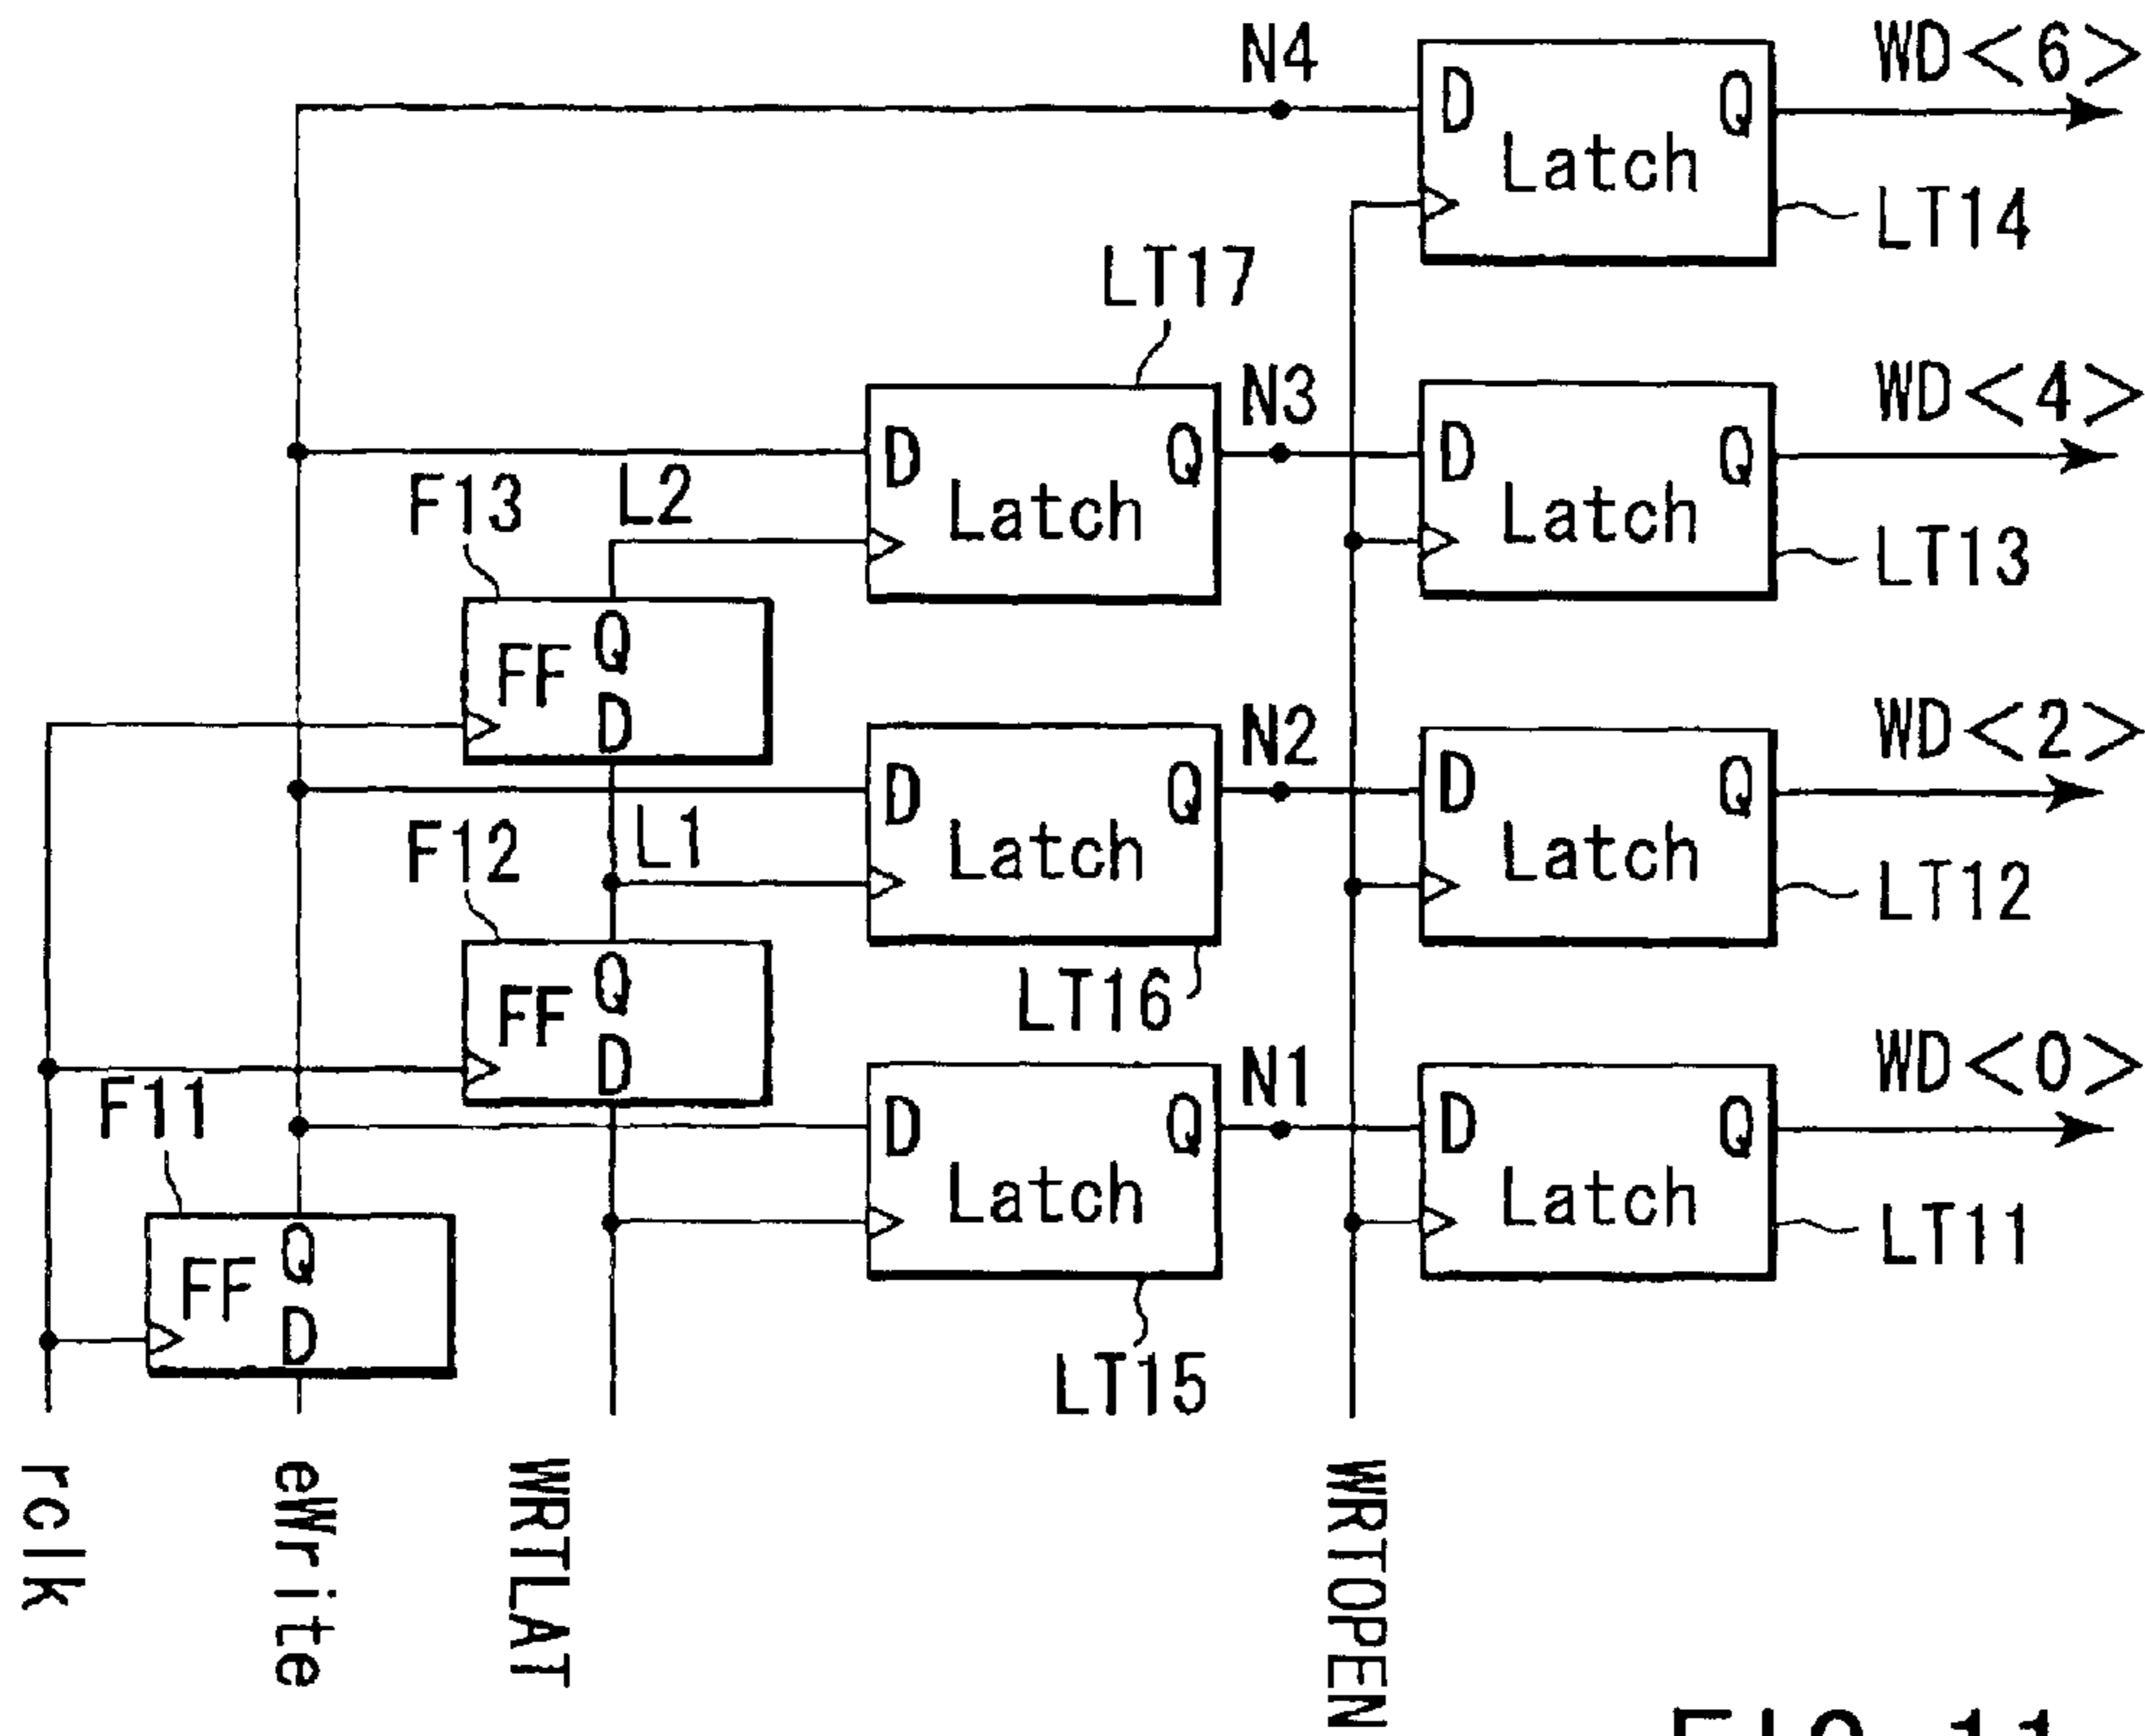 N4
WD<6>
D
Q
Latch
LT14
LT17
N3
WD<4>
D
Q
Latch
D
Q
Latch
F13
L2
LT13
FF
Q
D
N2
WD<2>
D
Q
Latch
D
Q
Latch
F12
L1
LT12
LT16
FF
Q
D
N1
WD<0>
D
Q
Latch
D
Q
Latch
F11
LT11
FF
Q
D
LT15
rclk
eWrite
WRTLAT
WRTOPEN